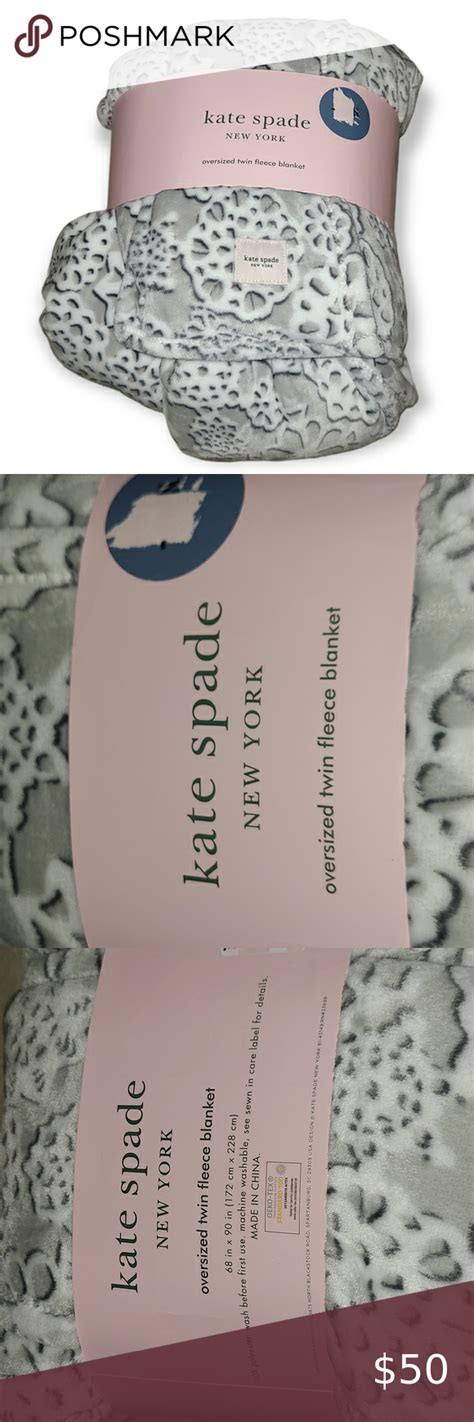 POSHMARK
kate spade
NEW YORK
oversized twin fleece blanket
kate spade
NEW YORK
kate spade
NEW YORK
oversized twin fleece blanket
kate spade
NEW YORK
oversized twin fleece blanket
68 in x 90 in (172 cm x 228 cm)
wash before first use. machine washable, see sewn in care label for details.
MADE IN CHINA.
OEKO-TEX®
STANDARD 100
$50